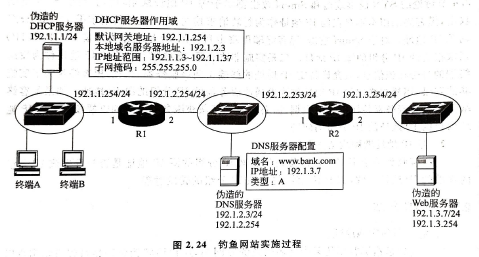 伪造的
DHCP服务器
192.1.1.1/24
DHCP服务器作用域
默认网关地址：192.1.1.254
本地域名服务器地址：192.1.2.3
IP地址范围：192.1.1.3~192.1.1.37
子网掩码：255.255.255.0
192.1.1.254/24
192.1.2.254/24
192.1.2.253/24
192.1.3.254/24
1
R1
2
1
R2
2
终端A
终端B
DNS服务器配置
域名：www.bank.com
IP地址：192.1.3.7
类型：A
伪造的
DNS服务器
192.1.2.3/24
192.1.2.254
伪造的
Web服务器
192.1.3.7/24
192.1.3.254
图 2.24 钓鱼网站实施过程